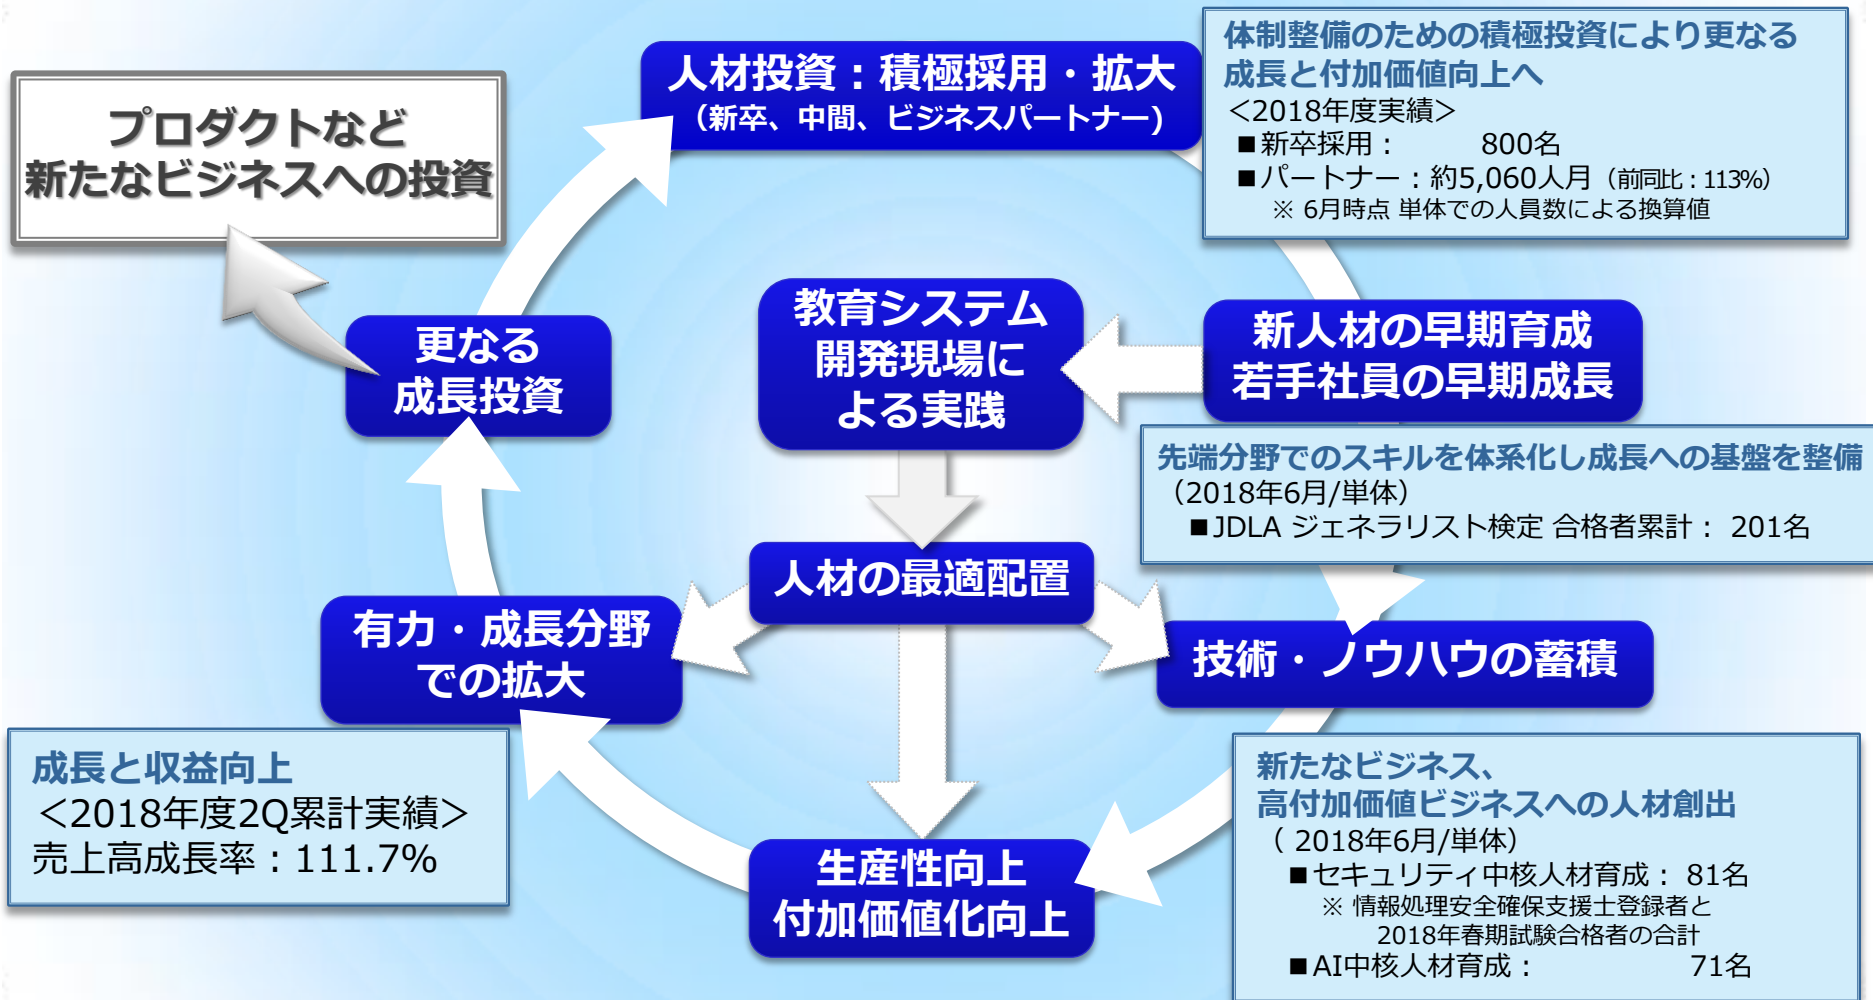 人材投資：積極採用・拡大
（新卒、中間、ビジネスパートナー)
体制整備のための積極投資により更なる
成長と付加価値向上へ
＜2018年度実績＞
■新卒採用： 800名
■パートナー：約5,060人月（前同比：113%）
※ 6月時点 単体での人員数による換算値
プロダクトなど
新たなビジネスへの投資
教育システム
開発現場に
よる実践
新人材の早期育成
若手社員の早期成長
更なる
成長投資
先端分野でのスキルを体系化し成長への基盤を整備
（2018年6月/単体）
■JDLA ジェネラリスト検定 合格者累計： 201名
人材の最適配置
有力・成長分野
での拡大
技術・ノウハウの蓄積
成長と収益向上
＜2018年度2Q累計実績＞
売上高成長率：111.7%
新たなビジネス、
高付加価値ビジネスへの人材創出
（ 2018年6月/単体）
■セキュリティ中核人材育成： 81名
※ 情報処理安全確保支援士登録者と
2018年春期試験合格者の合計
■AI中核人材育成： 71名
生産性向上
付加価値化向上